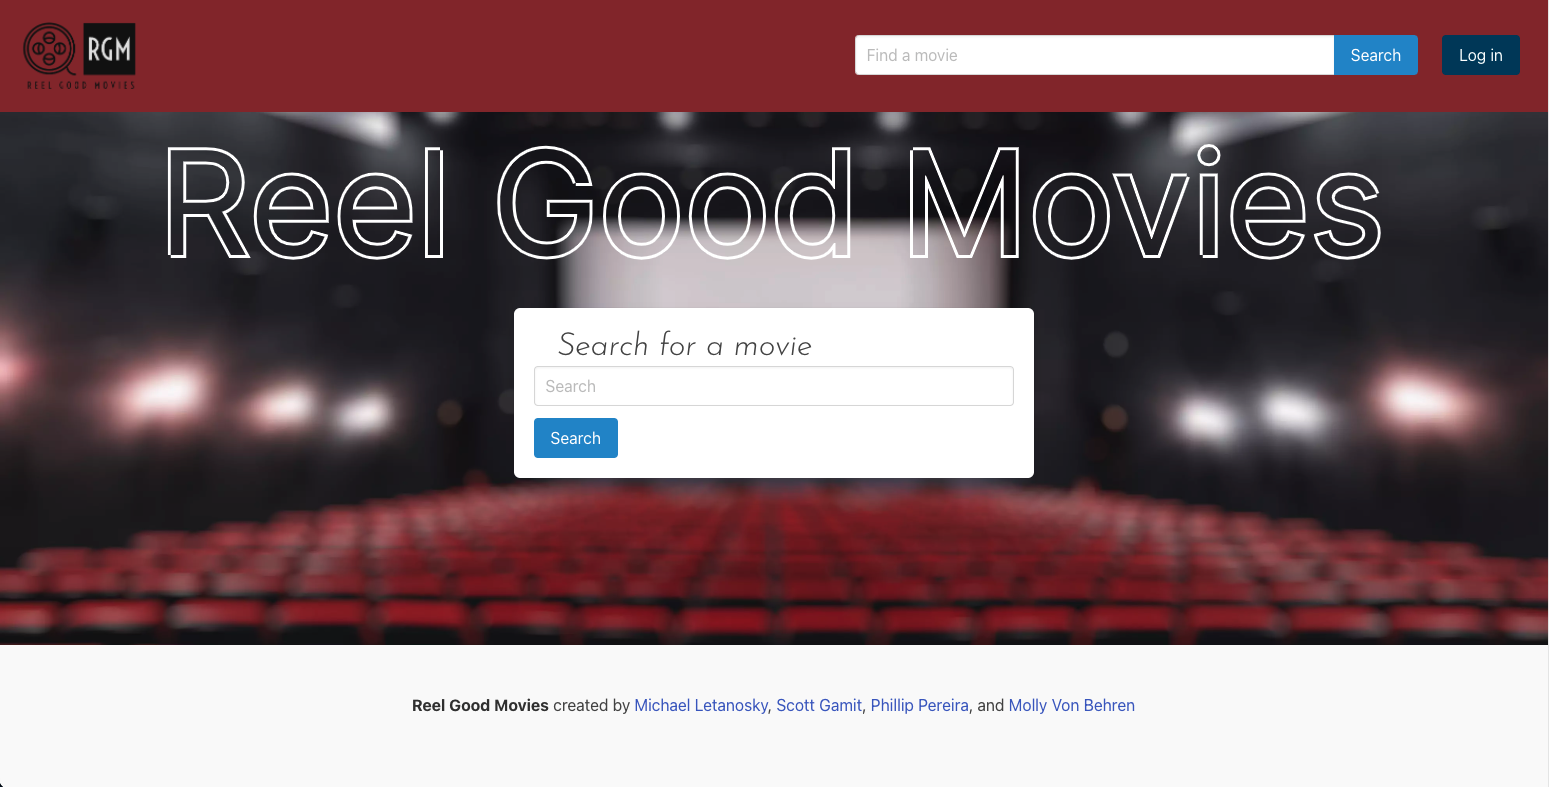 RGM
REEL GOOD MOVIES
Find a movie
Search
Log in
Reel Good Movies
Search for a movie
Search
Search
Reel Good Movies created by Michael Letanosky, Scott Gamit, Phillip Pereira, and Molly Von Behren